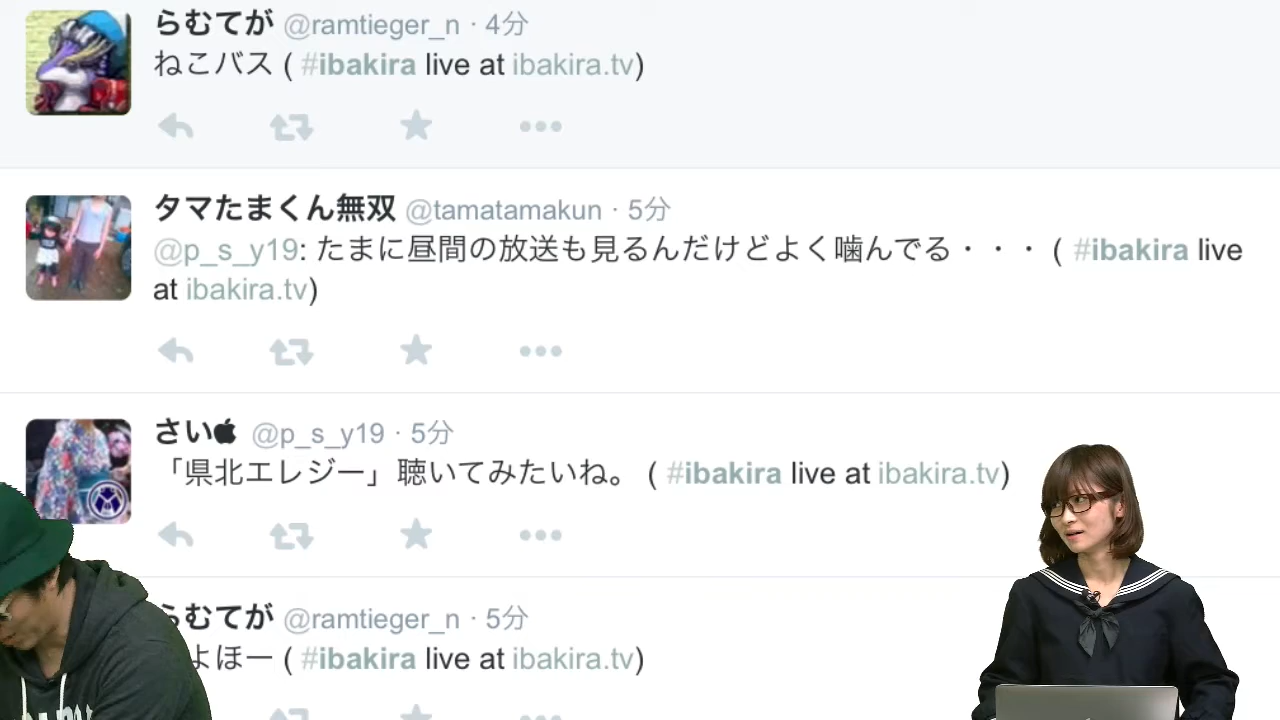 らむてが @ramtieger_n · 4分
ねこバス ( #ibakira live at ibakira.tv)
タマたまくん無双 @tamatamakun · 5分
@p_s_y19: たまに昼間の放送も見るんだけどよく噛んでる・・・ ( #ibakira live
at ibakira.tv)
さい @p_s_y19 · 5分
「県北エレジー」聴いてみたいね。 ( #ibakira live at ibakira.tv)
らむてが @ramtieger_n · 5分
よほー ( #ibakira live at ibakira.tv)